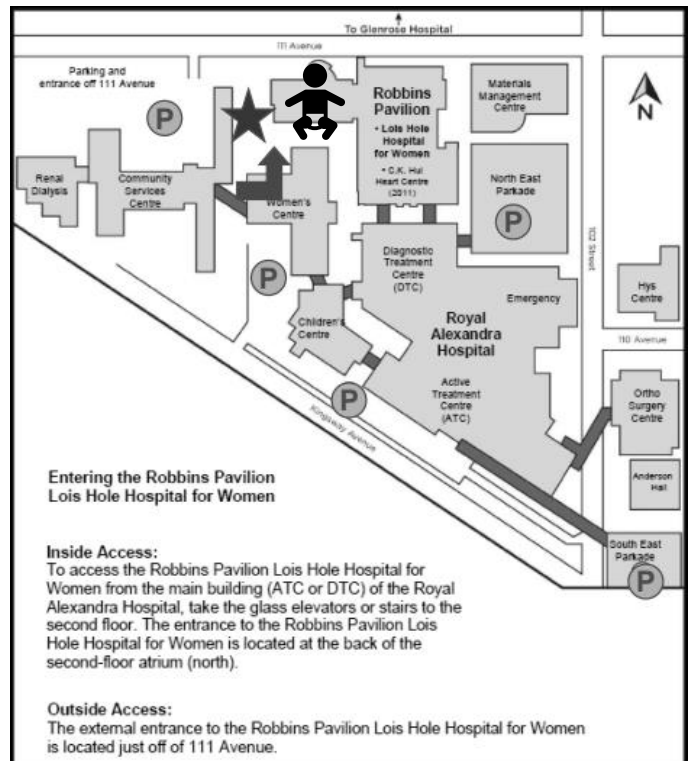 To Glenrose Hospital
111 Avenue
Parking and
entrance off 111 Avenue
P
Robbins
Pavilion
• Lois Hole
Hospital
for Women
• C.K. Hui
Heart Centre
(2011)
Materials
Management
Centre
N
Renal
Dialysis
Community
Services
Centre
Women's
Centre
North East
Parkade
P
102 Street
Diagnostic
Treatment
Centre
(DTC)
P
Emergency
Hys
Centre
Children's
Centre
Royal
Alexandra
Hospital
110 Avenue
Active
Treatment
Centre
(ATC)
P
Kingsway Avenue
Ortho
Surgery
Centre
Anderson
Hall
South East
Parkade
P
Entering the Robbins Pavilion
Lois Hole Hospital for Women
Inside Access:
To access the Robbins Pavilion Lois Hole Hospital for
Women from the main building (ATC or DTC) of the Royal
Alexandra Hospital, take the glass elevators or stairs to the
second floor. The entrance to the Robbins Pavilion Lois
Hole Hospital for Women is located at the back of the
second-floor atrium (north).
Outside Access:
The external entrance to the Robbins Pavilion Lois Hole Hospital for Women
is located just off of 111 Avenue.